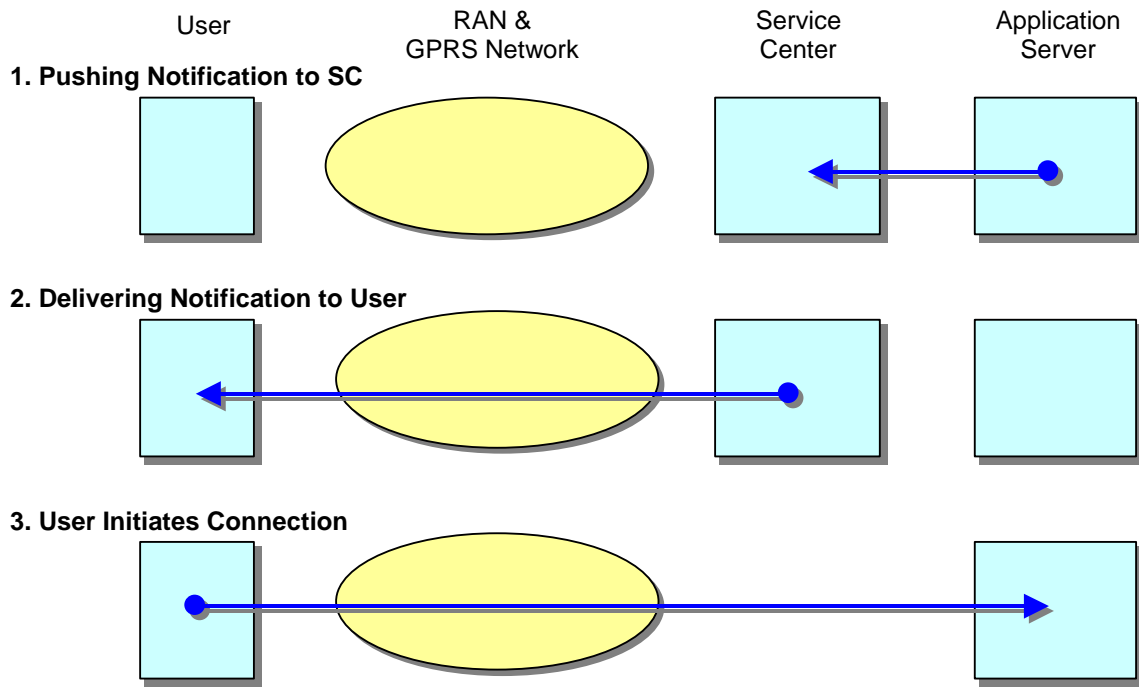 User
RAN &
GPRS Network
Service
Center
Application
Server
1. Pushing Notification to SC
2. Delivering Notification to User
3. User Initiates Connection